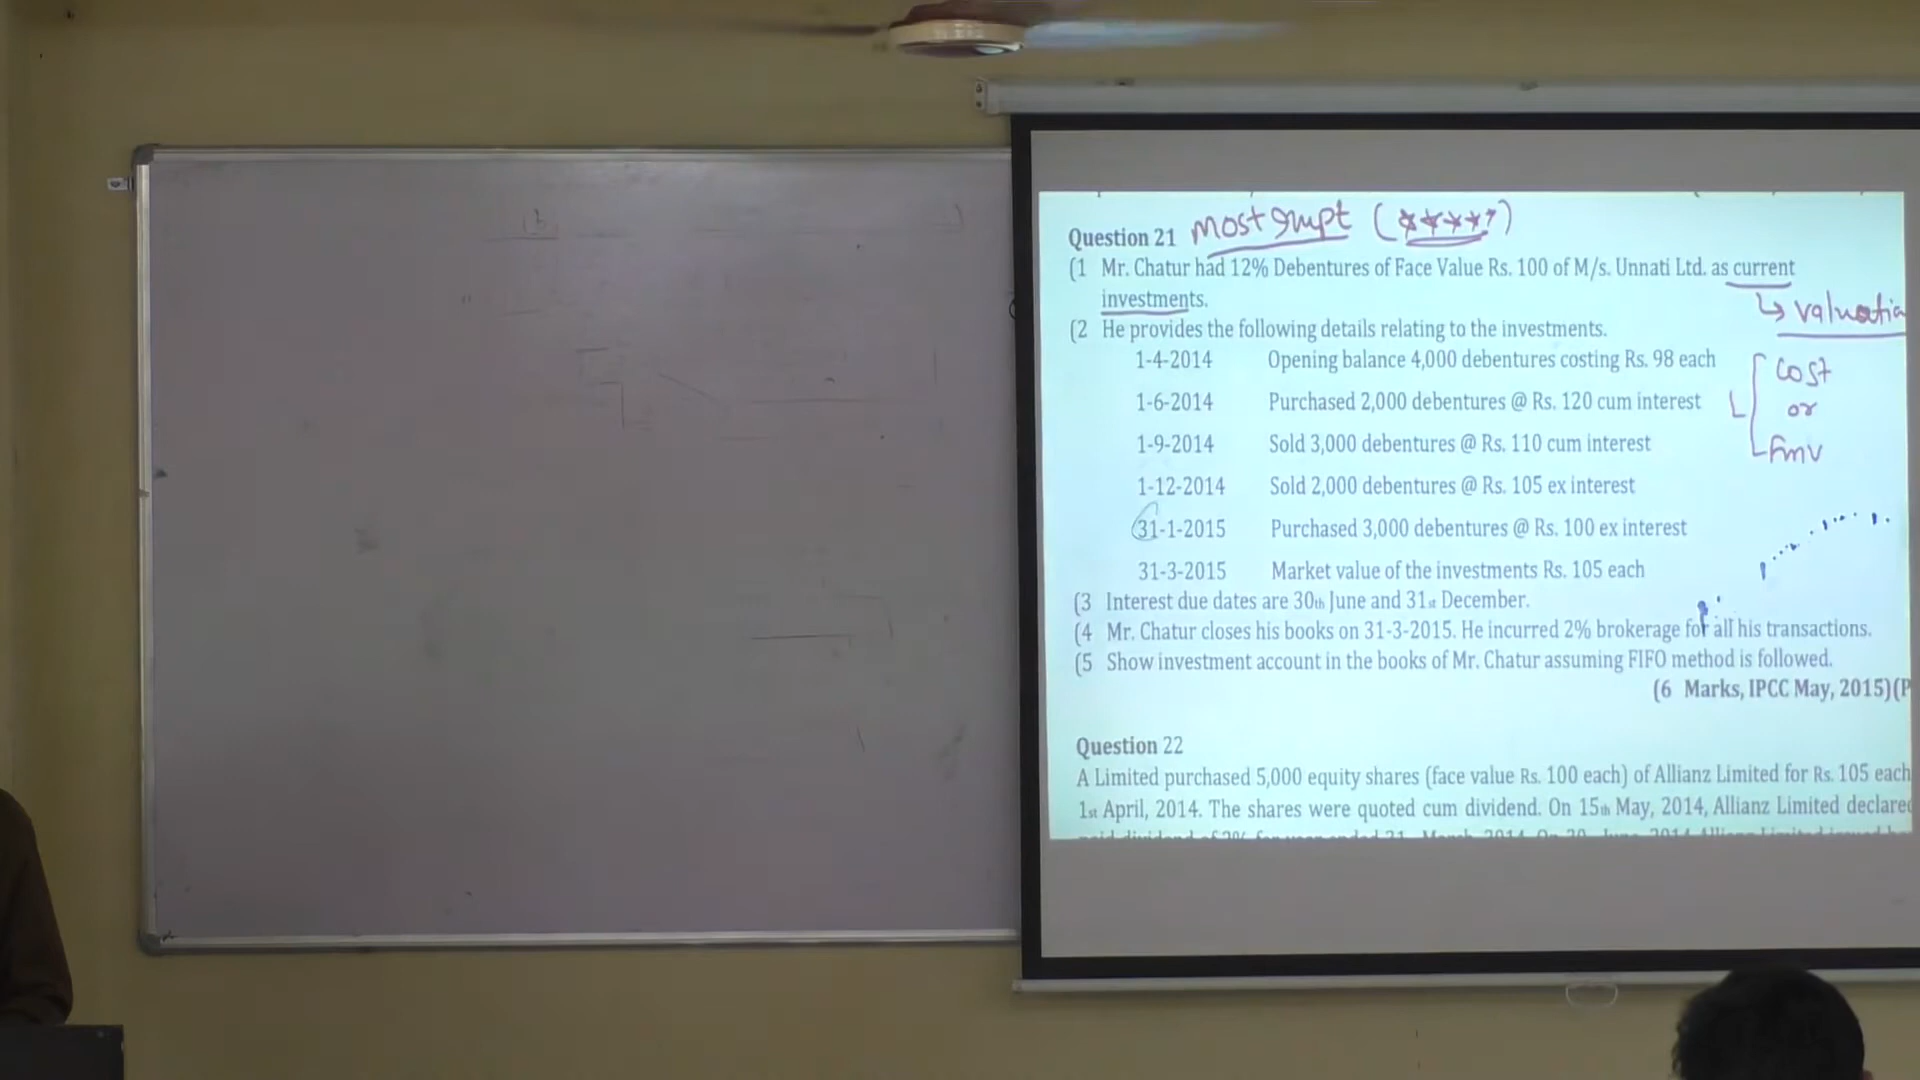 Question 21 most Impt (****)
(1 Mr. Chatur had 12% Debentures of Face Value Rs. 100 of M/s. Unnati Ltd. as current
investments.
↳ valuation
(2 He provides the following details relating to the investments.
1-4-2014 Opening balance 4,000 debentures costing Rs. 98 each
1-6-2014 Purchased 2,000 debentures @ Rs. 120 cum interest
1-9-2014 Sold 3,000 debentures @ Rs. 110 cum interest
1-12-2014 Sold 2,000 debentures @ Rs. 105 ex interest
31-1-2015 Purchased 3,000 debentures @ Rs. 100 ex interest
31-3-2015 Market value of the investments Rs. 105 each
L
Cost
or
Fmv
(3 Interest due dates are 30th June and 31st December.
(4 Mr. Chatur closes his books on 31-3-2015. He incurred 2% brokerage for all his transactions.
(5 Show investment account in the books of Mr. Chatur assuming FIFO method is followed.
(6 Marks, IPCC May, 2015)(P
Question 22
A Limited purchased 5,000 equity shares (face value Rs. 100 each) of Allianz Limited for Rs. 105 each
1st April, 2014. The shares were quoted cum dividend. On 15th May, 2014, Allianz Limited declared